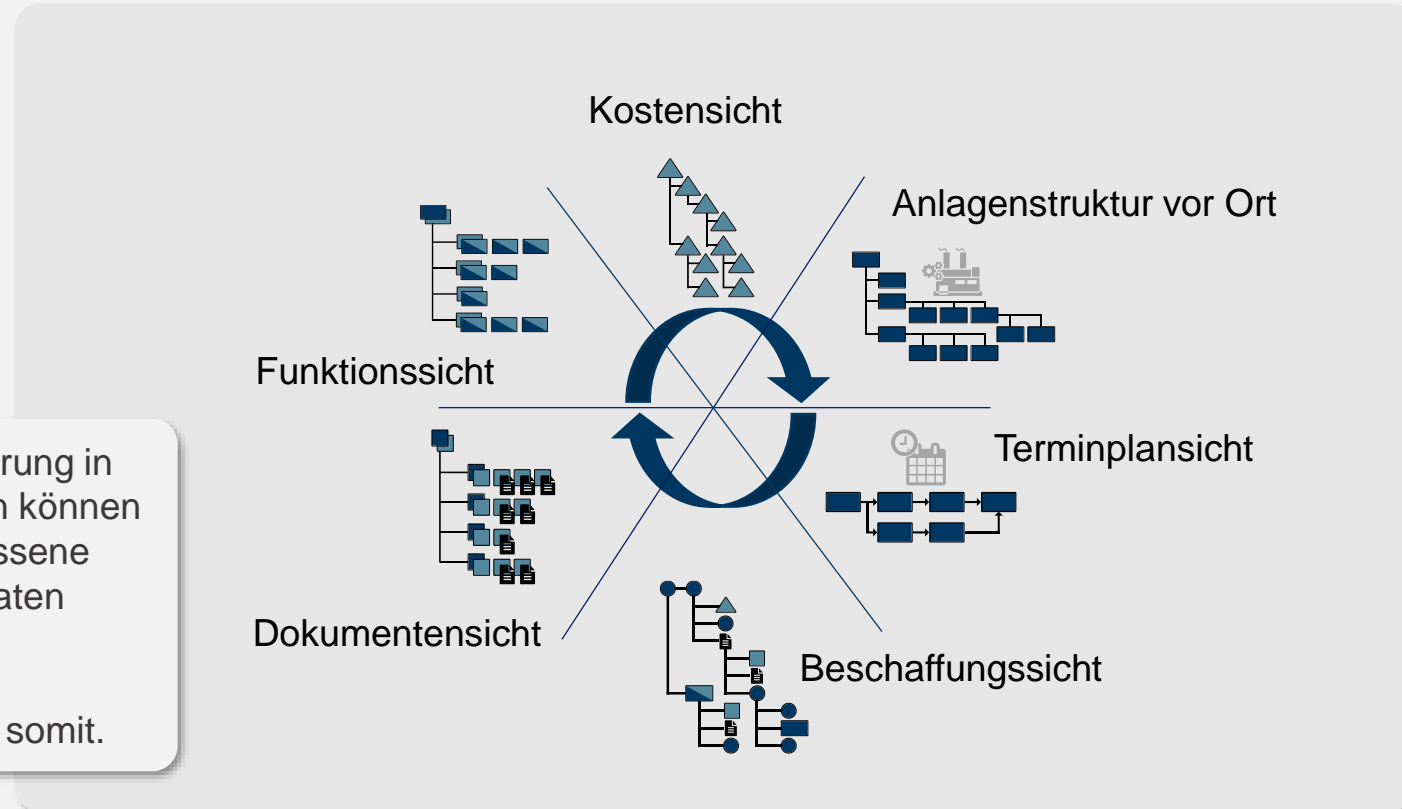 Kostensicht
Anlagenstruktur vor Ort
Funktionssicht
Terminplansicht
rung in
n können
ssene
aten
somit.
Dokumentensicht
Beschaffungssicht